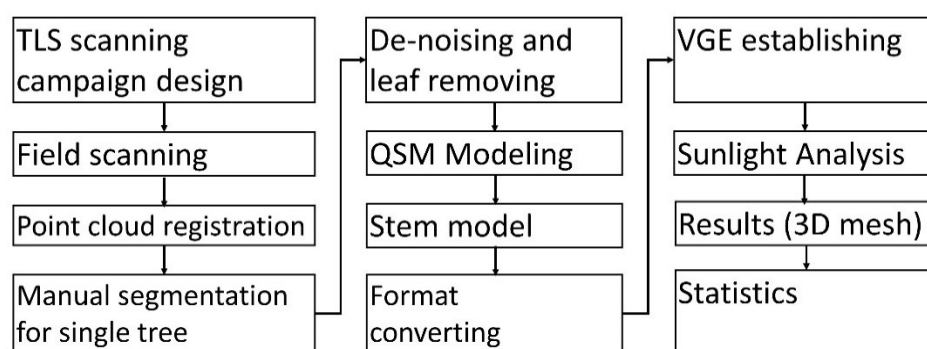 TLS scanning
campaign design
Field scanning
Point cloud registration
Manual segmentation
for single tree
De-noising and
leaf removing
QSM Modeling
Stem model
Format
converting
VGE establishing
Sunlight Analysis
Results (3D mesh)
Statistics